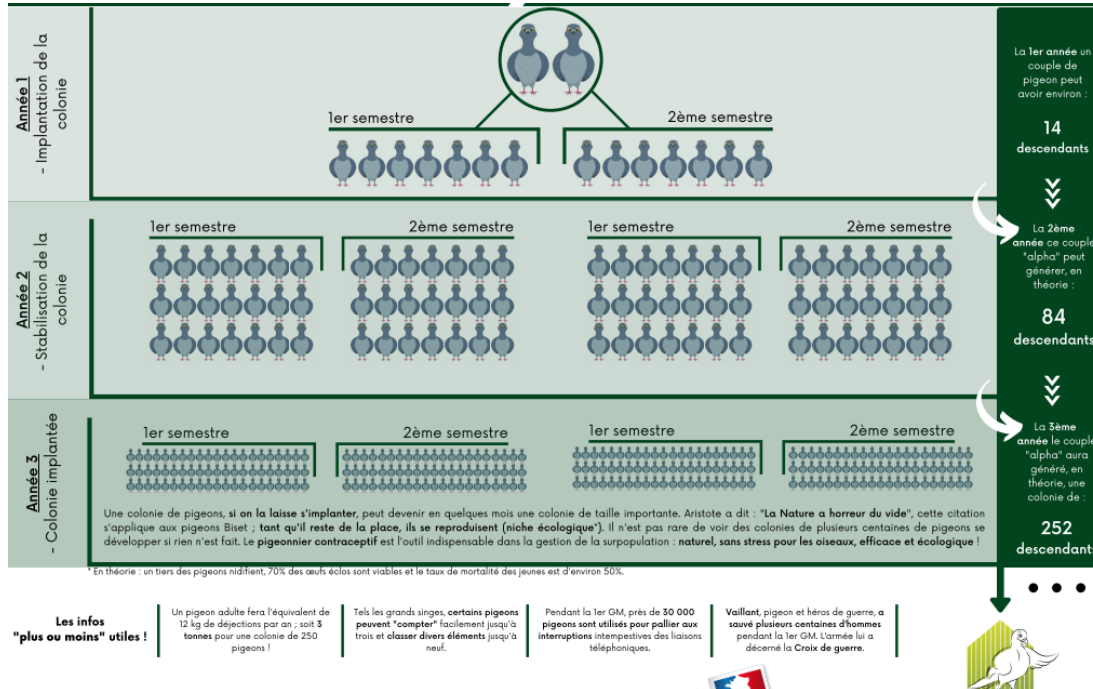 Année 1
- Implantation de la
colonie
1er semestre
2ème semestre
La 1er année un
couple de
pigeon peut
avoir environ :
14
descendants
Année 2
- Stabilisation de la
colonie
1er semestre
2ème semestre
1er semestre
2ème semestre
La 2ème
année ce couple
"alpha" peut
générer, en
théorie :
84
descendants
Année 3
- Colonie implantée
1er semestre
2ème semestre
1er semestre
2ème semestre
La 3ème
année le couple
"alpha" aura
généré, en
théorie, une
colonie de :
252
descendants
Une colonie de pigeons, si on la laisse s'implanter, peut devenir en quelques mois une colonie de taille importante. Aristote a dit : "La Nature a horreur du vide", cette citation
s'applique aux pigeons Biset ; tant qu'il reste de la place, ils se reproduisent (niche écologique*). Il n'est pas rare de voir des colonies de plusieurs centaines de pigeons se
développer si rien n'est fait. Le pigeonnier contraceptif est l'outil indispensable dans la gestion de la surpopulation : naturel, sans stress pour les oiseaux, efficace et écologique !
* En théorie : un tiers des pigeons nidifient, 70% des œufs éclos sont viables et le taux de mortalité des jeunes est d'environ 50%.
Les infos
"plus ou moins" utiles !
Un pigeon adulte fera l'équivalent de
12 kg de déjections par an ; soit 3
tonnes pour une colonie de 250
pigeons !
Tels les grands singes, certains pigeons
peuvent "compter" facilement jusqu'à
trois et classer divers éléments jusqu'à
neuf.
Pendant la 1er GM, près de 30 000
pigeons sont utilisés pour pallier aux
interruptions intempestives des liaisons
téléphoniques.
Vaillant, pigeon et héros de guerre, a
sauvé plusieurs centaines d'hommes
pendant la 1er GM. L'armée lui a
décerné la Croix de guerre.